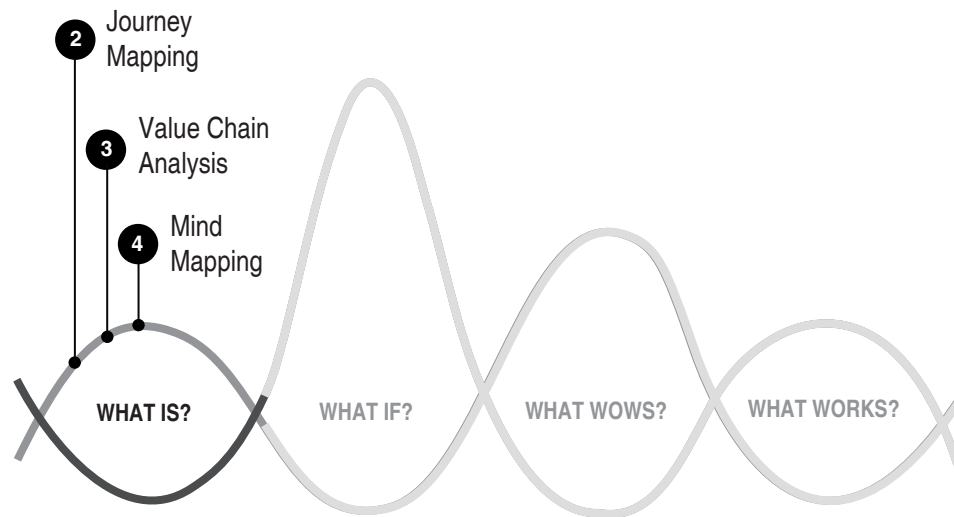 2
Journey
Mapping
3
Value Chain
Analysis
4
Mind
Mapping
WHAT IS?
WHAT IF?
WHAT WOWS?
WHAT WORKS?